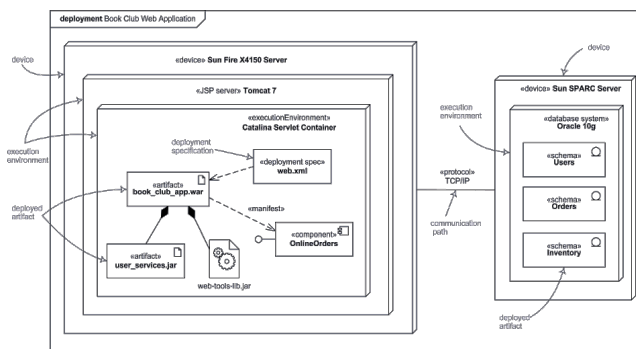 deployment Book Club Web Application
device
«device» Sun Fire X4150 Server
device
«JSP server» Tomcat 7
«device» Sun SPARC Server
«executionEnvironment»
Catalina Servlet Container
execution
environment
«database system»
Oracle 10g
deployment
specification
«deployment spec»
web.xml
«schema»
Users
execution
environment
«artifact»
book_club_app.war
«protocol»
TCP/IP
«schema»
Orders
deployed
artifact
«manifest»
communication
path
«component»
OnlineOrders
«artifact»
user_services.jar
web-tools-lib.jar
«schema»
Inventory
deployed
artifact